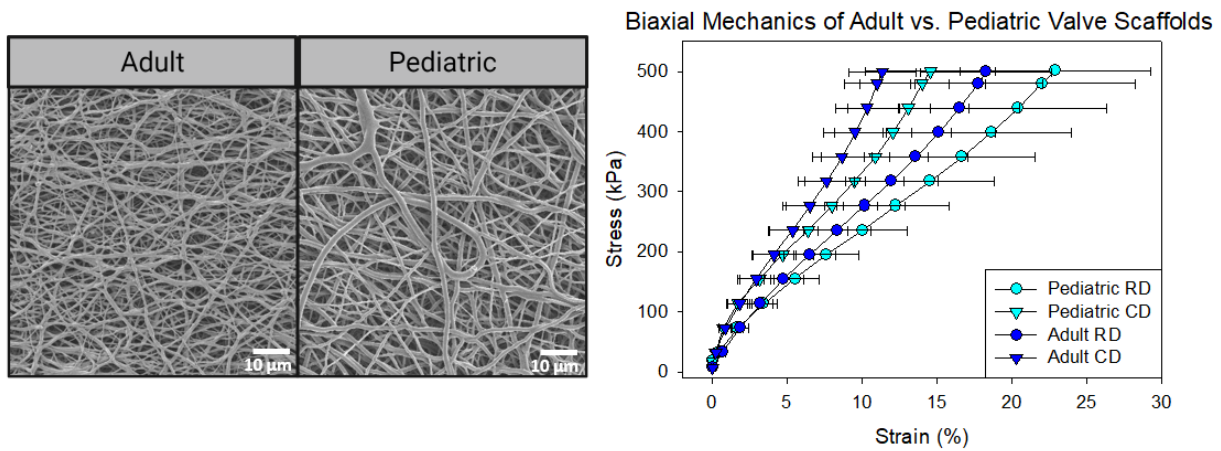 Adult
Pediatric
10 µm
10 µm
Biaxial Mechanics of Adult vs. Pediatric Valve Scaffolds
Stress (kPa)
500
400
300
200
100
0
0 5 10 15 20 25 30
Strain (%)
Pediatric RD
Pediatric CD
Adult RD
Adult CD